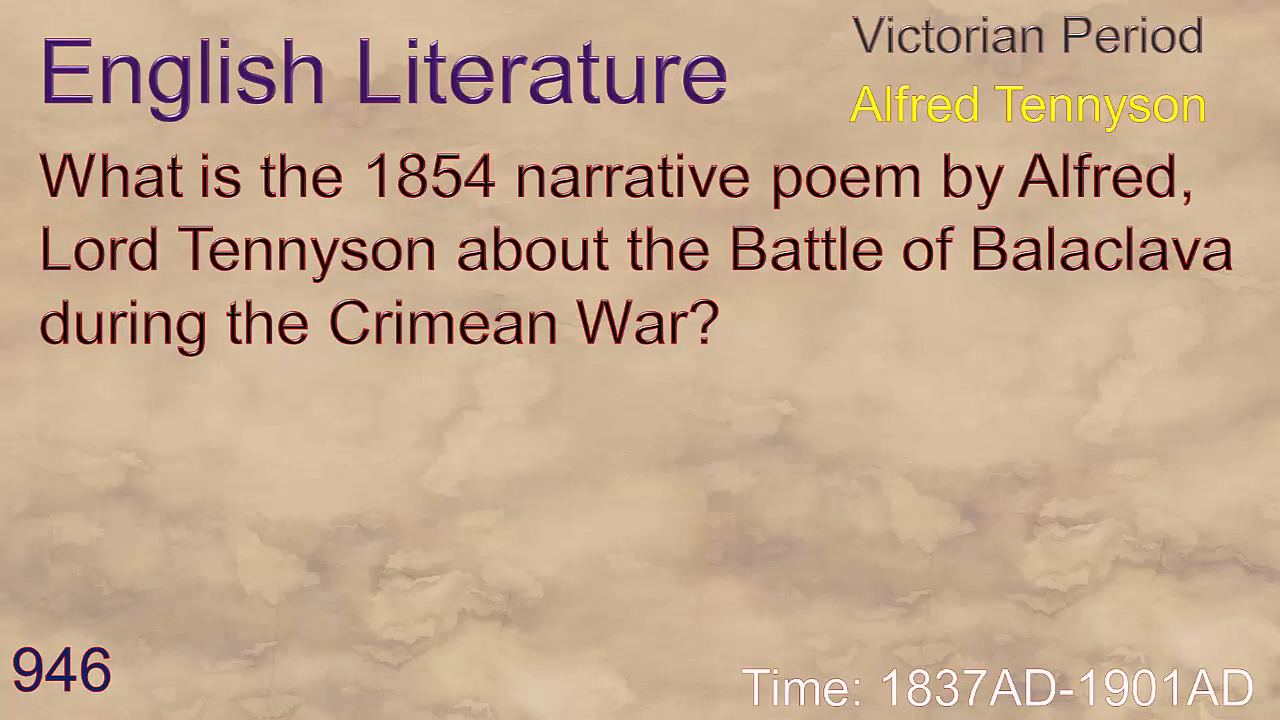 English Literature
Victorian Period
Alfred Tennyson
What is the 1854 narrative poem by Alfred,
Lord Tennyson about the Battle of Balaclava
during the Crimean War?
946
Time: 1837AD-1901AD